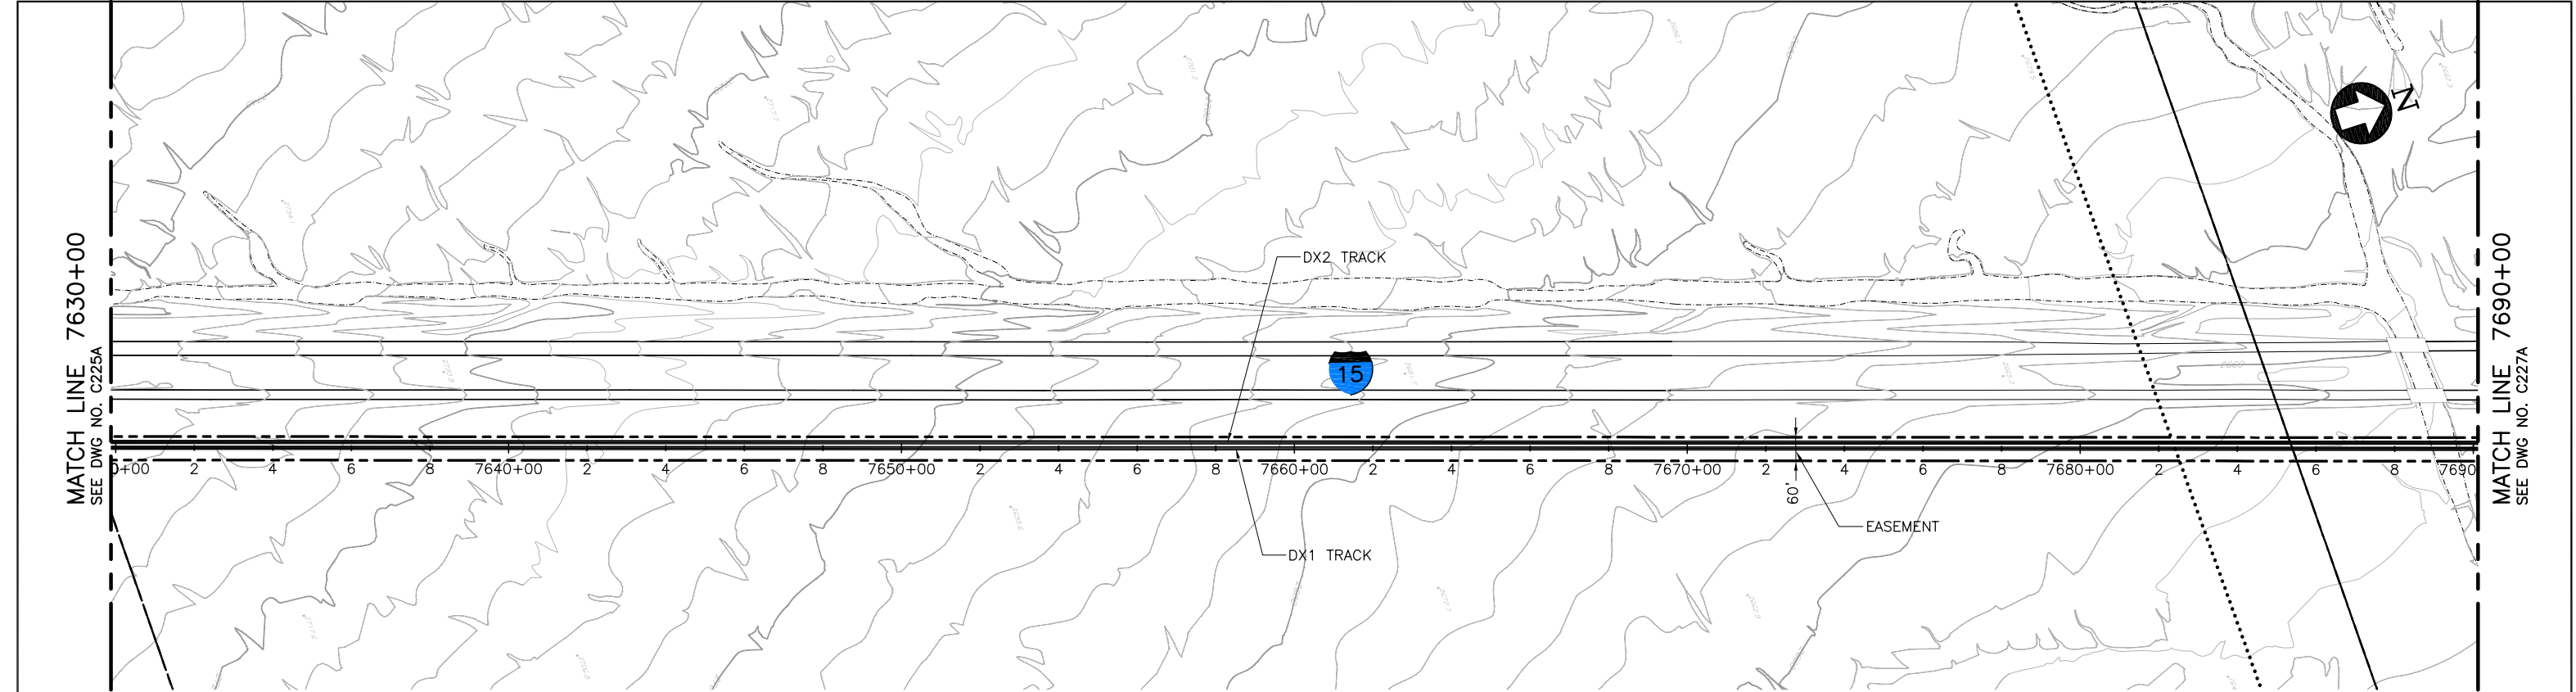 MATCH LINE 7630+00
SEE DWG NO. C225A
N
DX2 TRACK
15
0+00 2 4 6 8 7640+00 2 4 6 8 7650+00 2 4 6 8 7660+00 2 4 6 8 7670+00 2 4 6 8 7680+00 2 4 6 8 7690
60'
EASEMENT
DX1 TRACK
MATCH LINE 7690+00
SEE DWG NO. C227A